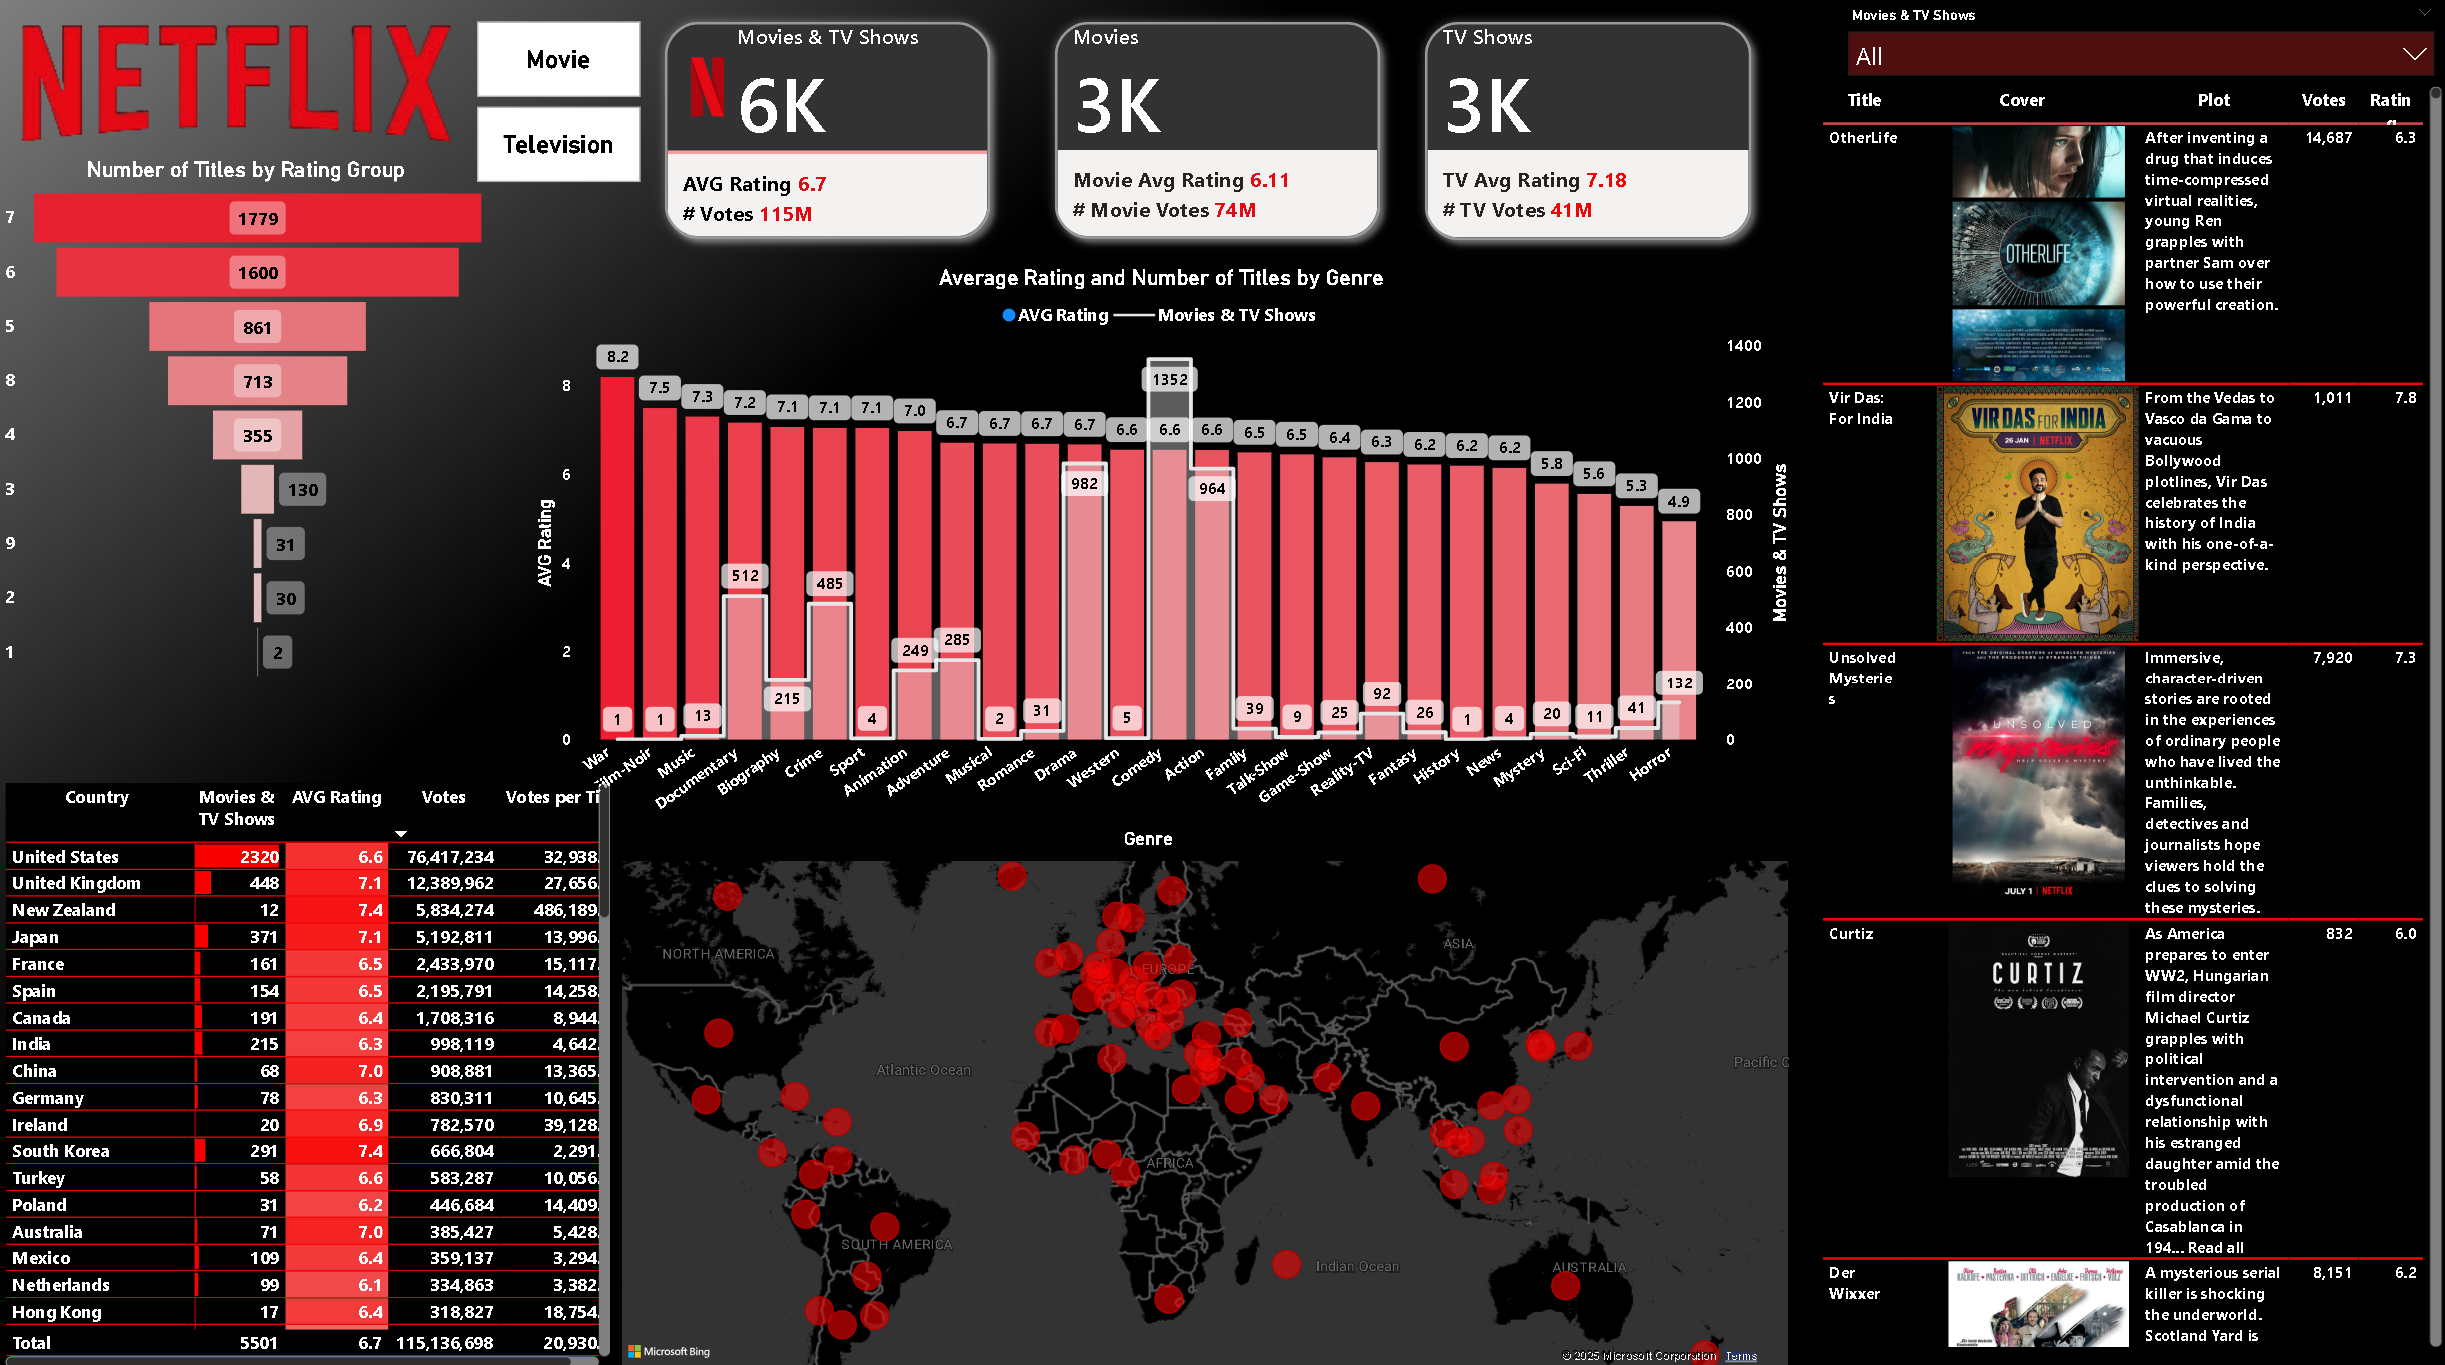 NETFLIX
Movie
Television
Movies & TV Shows
6K
AVG Rating 6.7
# Votes 115M
Movies
3K
Movie Avg Rating 6.11
# Movie Votes 74M
TV Shows
3K
TV Avg Rating 7.18
# TV Votes 41M
Number of Titles by Rating Group
7 1779
6 1600
5 861
8 713
4 355
3 130
9 31
2 30
1 2
Average Rating and Number of Titles by Genre
AVG Rating Movies & TV Shows
AVG Rating
8
6
4
2
0
8.2 7.5 7.3 7.2 7.1 7.1 7.1 7.0 6.7 6.7 6.7 6.7 6.6 6.6 6.6 6.5 6.5 6.4 6.3 6.2 6.2 6.2 5.8 5.6 5.3 4.9
1 1 13 512 215 485 4 249 285 2 31 982 5 1352 964 39 9 25 92 26 1 4 20 11 41 132
1400
1200
1000
800
600
400
200
0
Movies & TV Shows
War Film-Noir Music Documentary Biography Crime Sport Animation Adventure Musical Romance Drama Western Comedy Action Family Talk-Show Game-Show Reality-TV Fantasy History News Mystery Sci-Fi Thriller Horror
Genre
Country Movies & TV Shows AVG Rating Votes Votes per Ti
United States 2320 6.6 76,417,234 32,938.
United Kingdom 448 7.1 12,389,962 27,656.
New Zealand 12 7.4 5,834,274 486,189.
Japan 371 7.1 5,192,811 13,996.
France 161 6.5 2,433,970 15,117.
Spain 154 6.5 2,195,791 14,258.
Canada 191 6.4 1,708,316 8,944.
India 215 6.3 998,119 4,642.
China 68 7.0 908,881 13,365.
Germany 78 6.3 830,311 10,645.
Ireland 20 6.9 782,570 39,128.
South Korea 291 7.4 666,804 2,291.
Turkey 58 6.6 583,287 10,056.
Poland 31 6.2 446,684 14,409.
Australia 71 7.0 385,427 5,428.
Mexico 109 6.4 359,137 3,294.
Netherlands 99 6.1 334,863 3,382.
Hong Kong 17 6.4 318,827 18,754.
Total 5501 6.7 115,136,698 20,930.
NORTH AMERICA
EUROPE
ASIA
Atlantic Ocean
Pacific O
AFRICA
SOUTH AMERICA
Indian Ocean
AUSTRALIA
Microsoft Bing
© 2025 Microsoft Corporation Terms
Movies & TV Shows
All
Title Cover Plot Votes Rating
OtherLife 14,687 6.3
OTHERLIFE
After inventing a
drug that induces
time-compressed
virtual realities,
young Ren
grapples with
partner Sam over
how to use their
powerful creation.
Vir Das:
For India
1,011 7.8
VIR DAS FOR INDIA
26 JAN | NETFLIX
From the Vedas to
Vasco da Gama to
vacuous
Bollywood
plotlines, Vir Das
celebrates the
history of India
with his one-of-a-
kind perspective.
Unsolved
Mysterie
s
7,920 7.3
FROM THE ORIGINAL CREATORS OF UNSOLVED MYSTERIES
AND THE PRODUCERS OF STRANGER THINGS
UNSOLVED
mysteries
HELP SOLVE A MYSTERY
JULY 1 | NETFLIX
Immersive,
character-driven
stories are rooted
in the experiences
of ordinary people
who have lived the
unthinkable.
Families,
detectives and
journalists hope
viewers hold the
clues to solving
these mysteries.
Curtiz 832 6.0
CURTIZ
As America
prepares to enter
WW2, Hungarian
film director
Michael Curtiz
grapples with
political
intervention and a
dysfunctional
relationship with
his estranged
daughter amid the
troubled
production of
Casablanca in
194... Read all
Der
Wixxer
8,151 6.2
KALKOFE PASTEWKA DITTRICH ENGELKE FRITSCH VOLZ
A mysterious serial
killer is shocking
the underworld.
Scotland Yard is